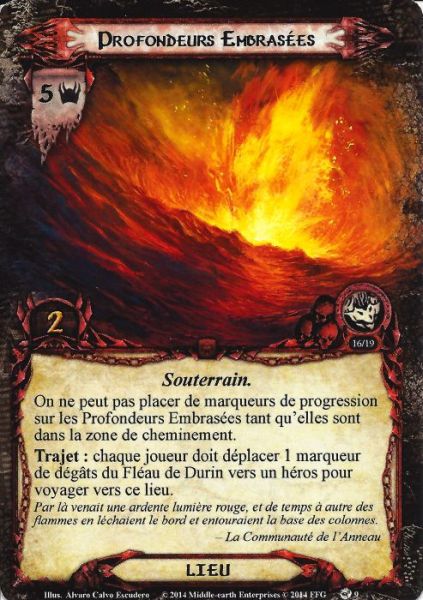 Profondeurs Embrasées
5
2
16/19
Souterrain.
On ne peut pas placer de marqueurs de progression
sur les Profondeurs Embrasées tant qu'elles sont
dans la zone de cheminement.
Trajet : chaque joueur doit déplacer 1 marqueur
de dégâts du Fléau de Durin vers un héros pour
voyager vers ce lieu.
Par là venait une ardente lumière rouge, et de temps à autre des
flammes en léchaient le bord et entouraient la base des colonnes.
– La Communauté de l'Anneau
Lieu
Illus. Alvaro Calvo Escudero © 2014 Middle-earth Enterprises © 2014 FFG 9